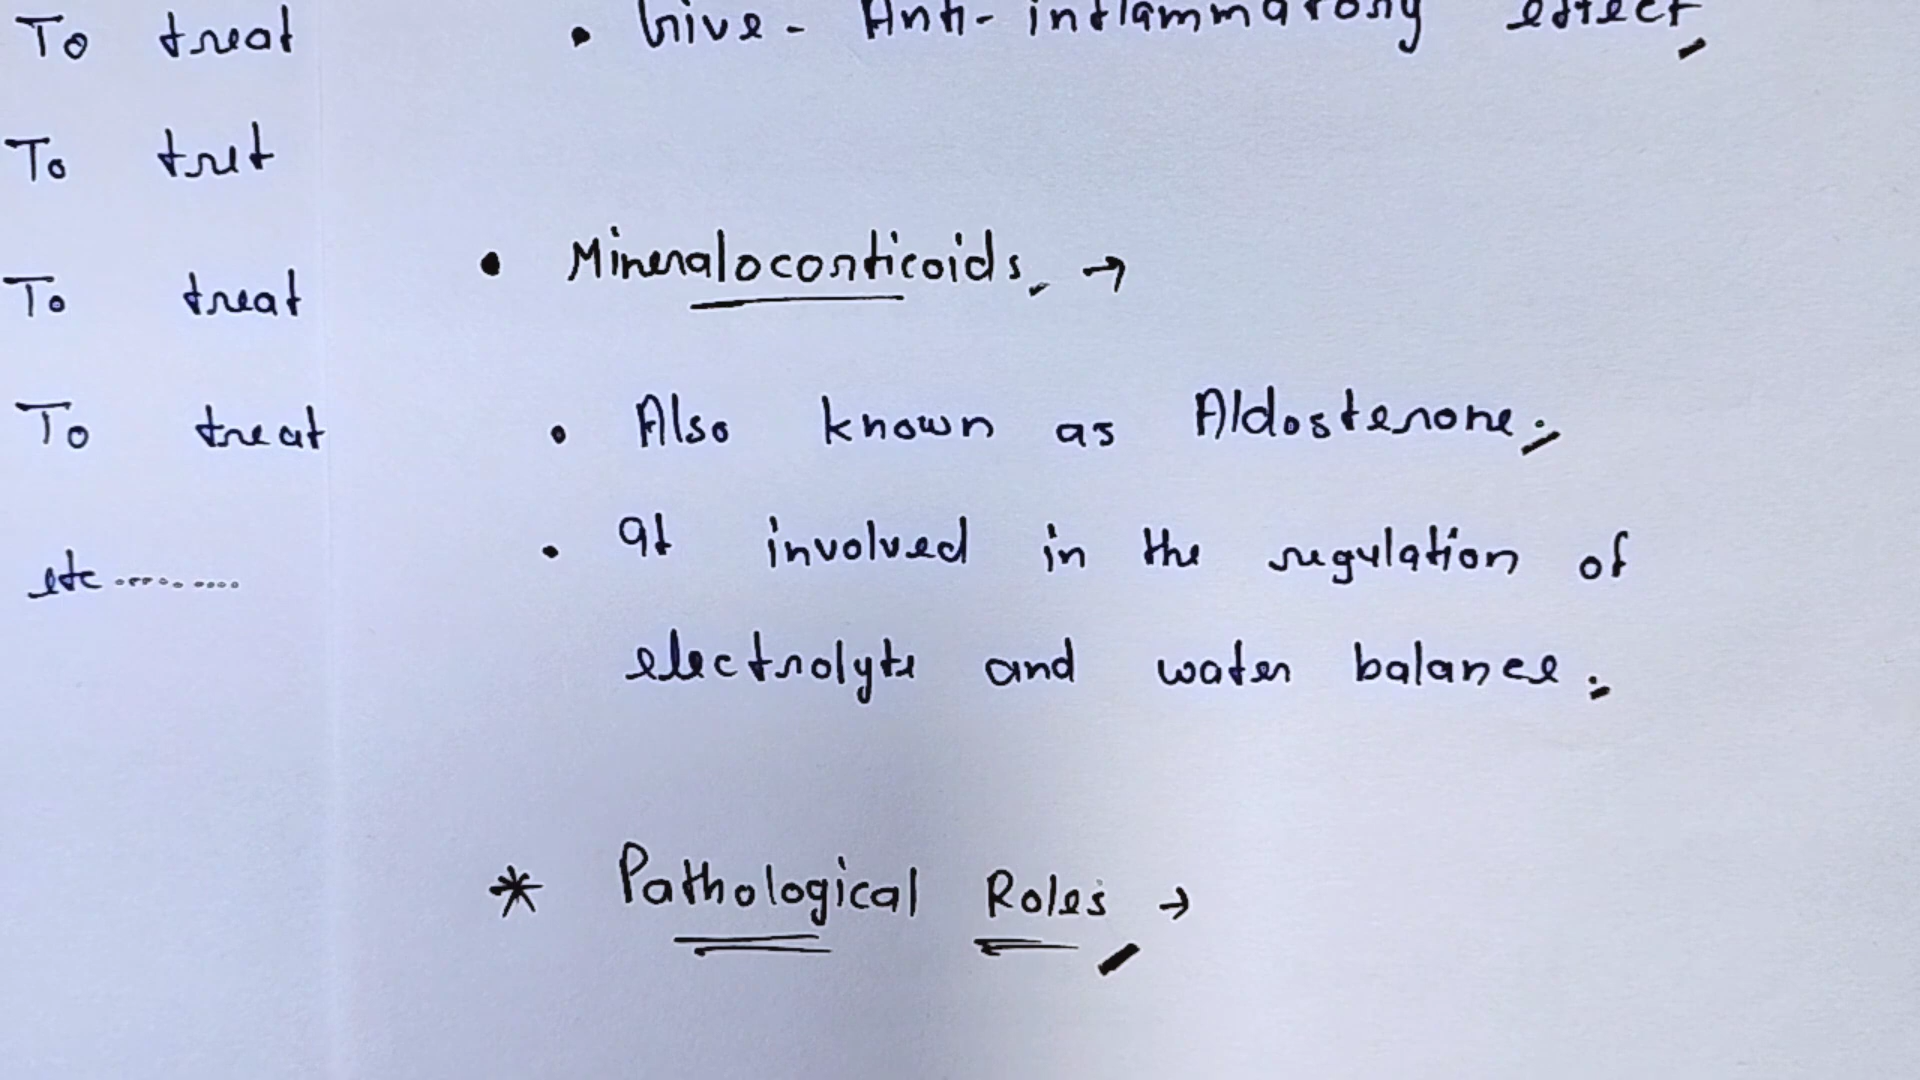 To treat
To tret
To treat
To treat
etc..........
• Give- Anti-inflammatory effect
• Mineralocorticoids →
• Also known as Aldosterone.
• It involved in the regulation of
electrolyte and water balance.
* Pathological Roles →